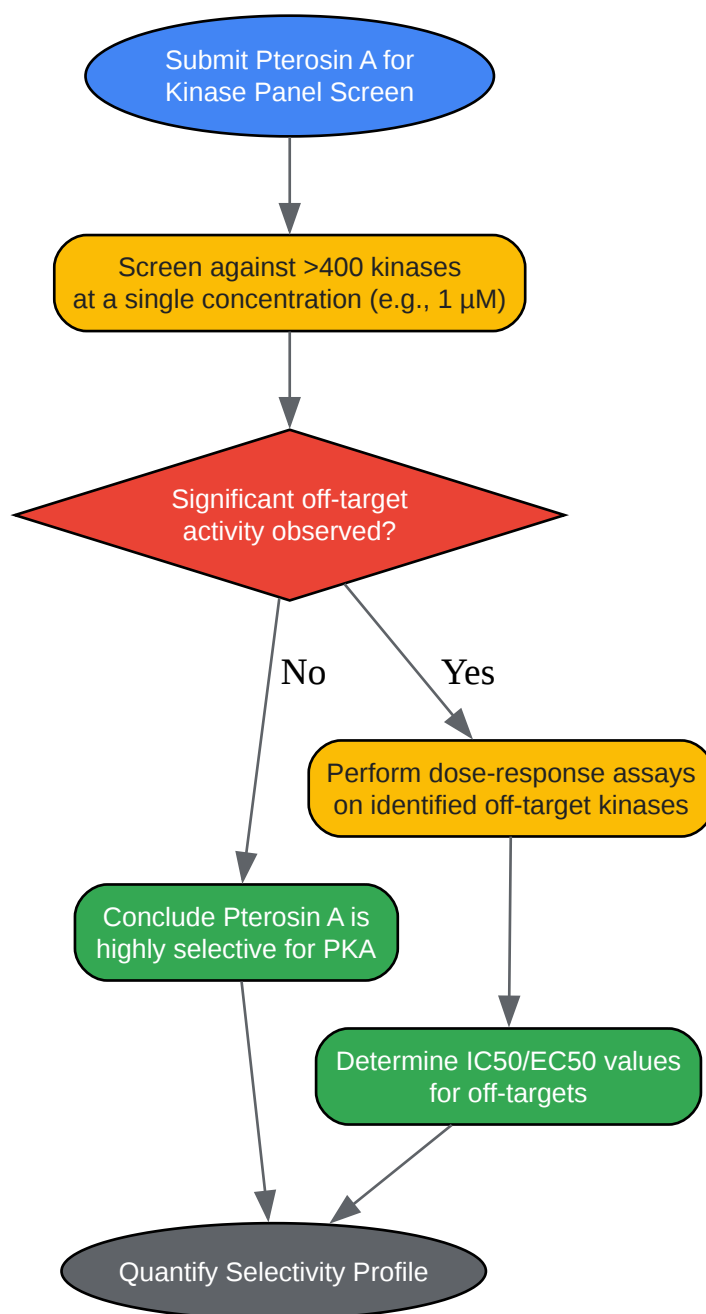 Submit Pterosin A for
Kinase Panel Screen
Screen against >400 kinases
at a single concentration (e.g., 1 µM)
Significant off-target
activity observed?
No
Yes
Perform dose-response assays
on identified off-target kinases
Conclude Pterosin A is
highly selective for PKA
Determine IC50/EC50 values
for off-targets
Quantify Selectivity Profile